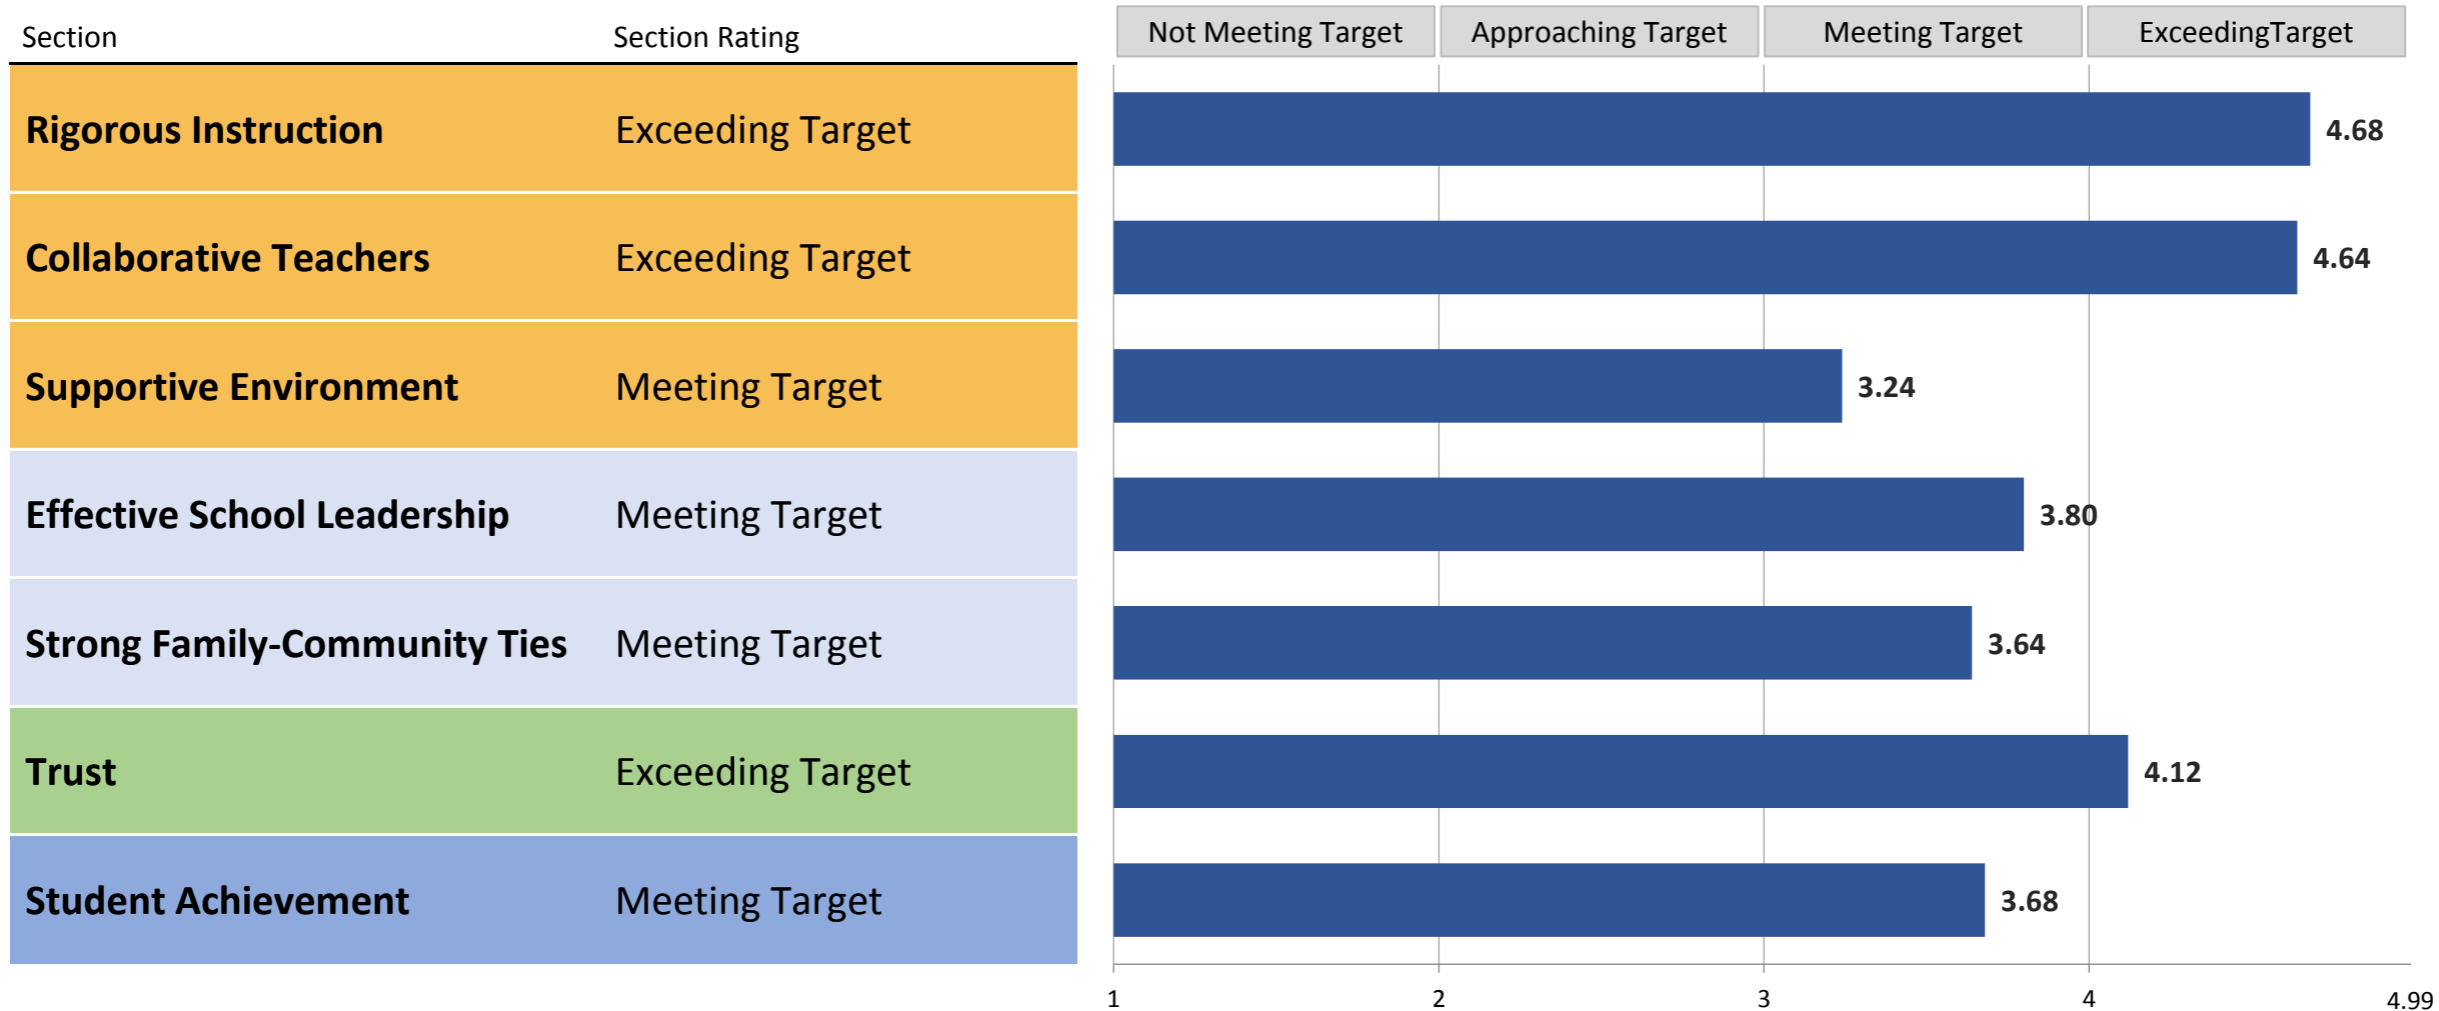 Section Section Rating Not Meeting Target Approaching Target Meeting Target ExceedingTarget
Rigorous Instruction Exceeding Target 4.68
Collaborative Teachers Exceeding Target 4.64
Supportive Environment Meeting Target 3.24
Effective School Leadership Meeting Target 3.80
Strong Family-Community Ties Meeting Target 3.64
Trust Exceeding Target 4.12
Student Achievement Meeting Target 3.68
1 2 3 4 4.99